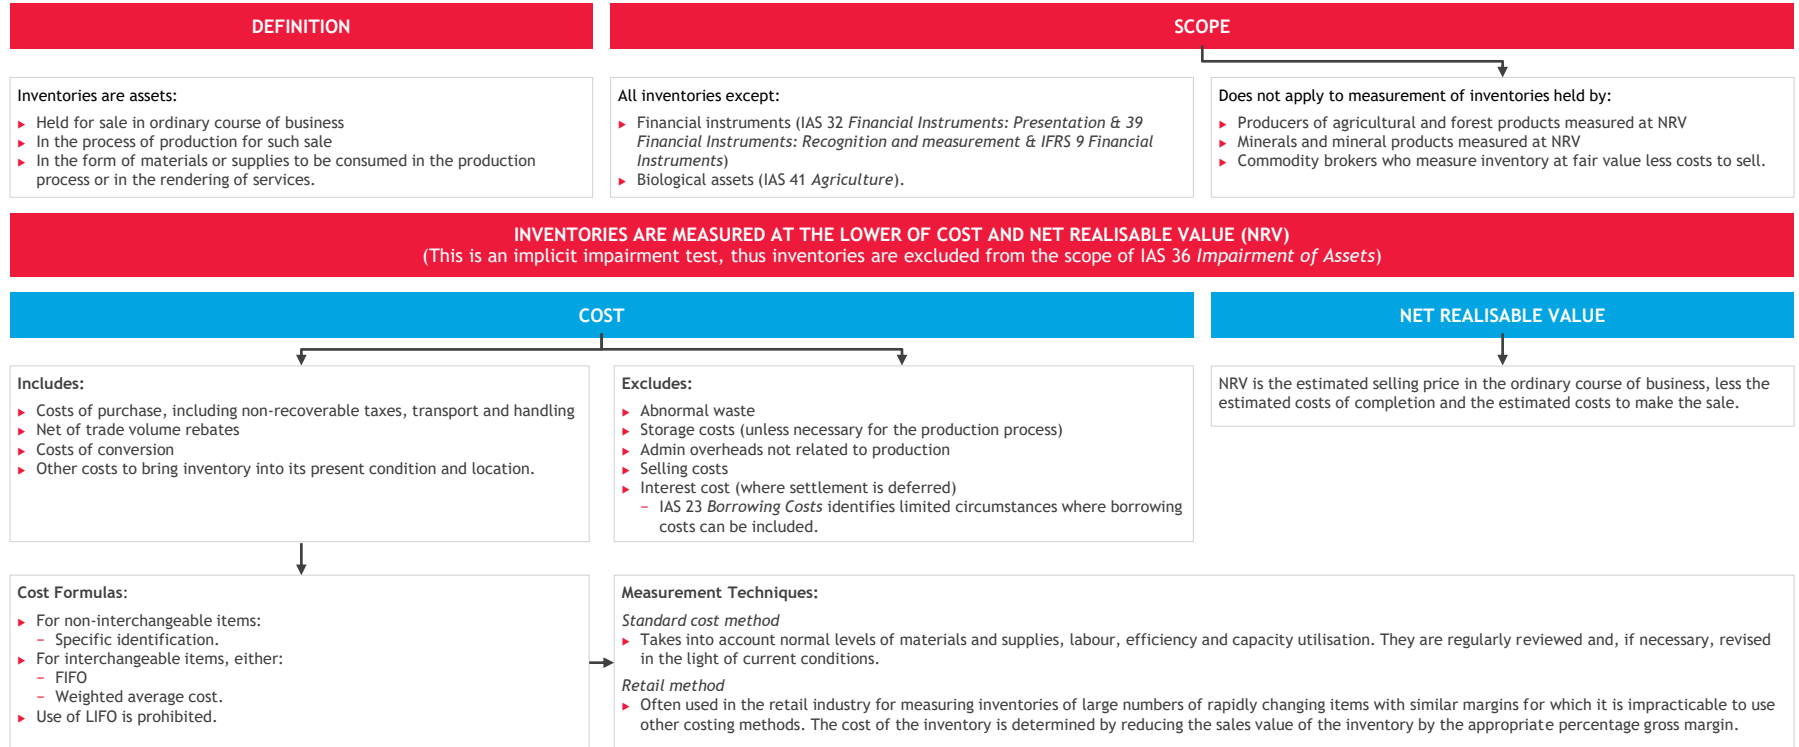 DEFINITION
SCOPE
Inventories are assets:
► Held for sale in ordinary course of business
► In the process of production for such sale
► In the form of materials or supplies to be consumed in the production
process or in the rendering of services.
All inventories except:
► Financial instruments (IAS 32 Financial Instruments: Presentation & 39
Financial Instruments: Recognition and measurement & IFRS 9 Financial
Instruments)
► Biological assets (IAS 41 Agriculture).
Does not apply to measurement of inventories held by:
► Producers of agricultural and forest products measured at NRV
► Minerals and mineral products measured at NRV
► Commodity brokers who measure inventory at fair value less costs to sell.
INVENTORIES ARE MEASURED AT THE LOWER OF COST AND NET REALISABLE VALUE (NRV)
(This is an implicit impairment test, thus inventories are excluded from the scope of IAS 36 Impairment of Assets)
COST
NET REALISABLE VALUE
Includes:
► Costs of purchase, including non-recoverable taxes, transport and handling
► Net of trade volume rebates
► Costs of conversion
► Other costs to bring inventory into its present condition and location.
Excludes:
► Abnormal waste
► Storage costs (unless necessary for the production process)
► Admin overheads not related to production
► Selling costs
► Interest cost (where settlement is deferred)
− IAS 23 Borrowing Costs identifies limited circumstances where borrowing
costs can be included.
NRV is the estimated selling price in the ordinary course of business, less the
estimated costs of completion and the estimated costs to make the sale.
Cost Formulas:
► For non-interchangeable items:
− Specific identification.
► For interchangeable items, either:
− FIFO
− Weighted average cost.
► Use of LIFO is prohibited.
Measurement Techniques:
Standard cost method
► Takes into account normal levels of materials and supplies, labour, efficiency and capacity utilisation. They are regularly reviewed and, if necessary, revised
in the light of current conditions.
Retail method
► Often used in the retail industry for measuring inventories of large numbers of rapidly changing items with similar margins for which it is impracticable to use
other costing methods. The cost of the inventory is determined by reducing the sales value of the inventory by the appropriate percentage gross margin.